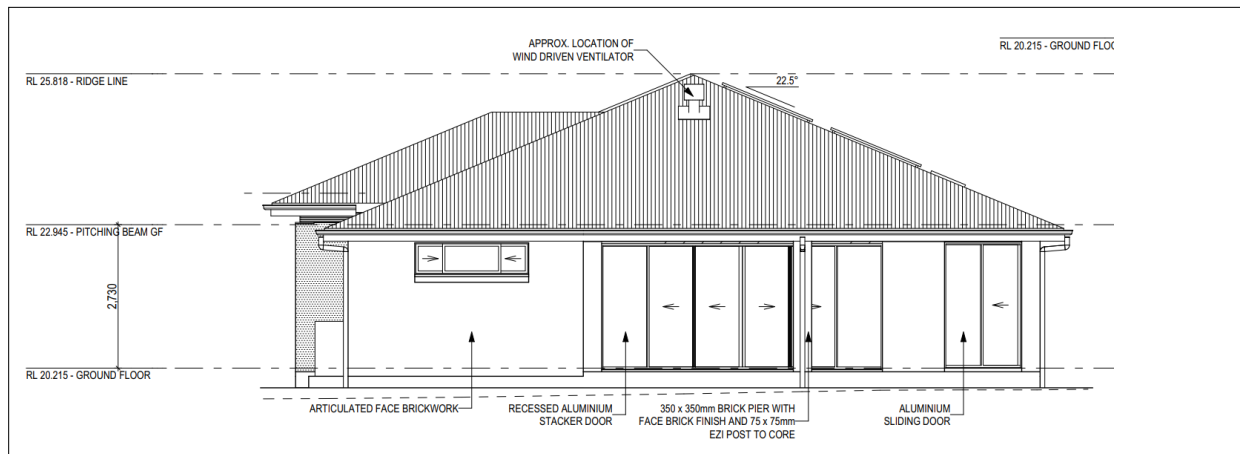 APPROX. LOCATION OF
WIND DRIVEN VENTILATOR
RL 20.215 - GROUND FLOO
RL 25.818 - RIDGE LINE
22.5°
RL 22.945 - PITCHING BEAM GF
2,730
RL 20.215 - GROUND FLOOR
ARTICULATED FACE BRICKWORK
RECESSED ALUMINIUM
STACKER DOOR
350 x 350mm BRICK PIER WITH
FACE BRICK FINISH AND 75 x 75mm
EZI POST TO CORE
ALUMINIUM
SLIDING DOOR